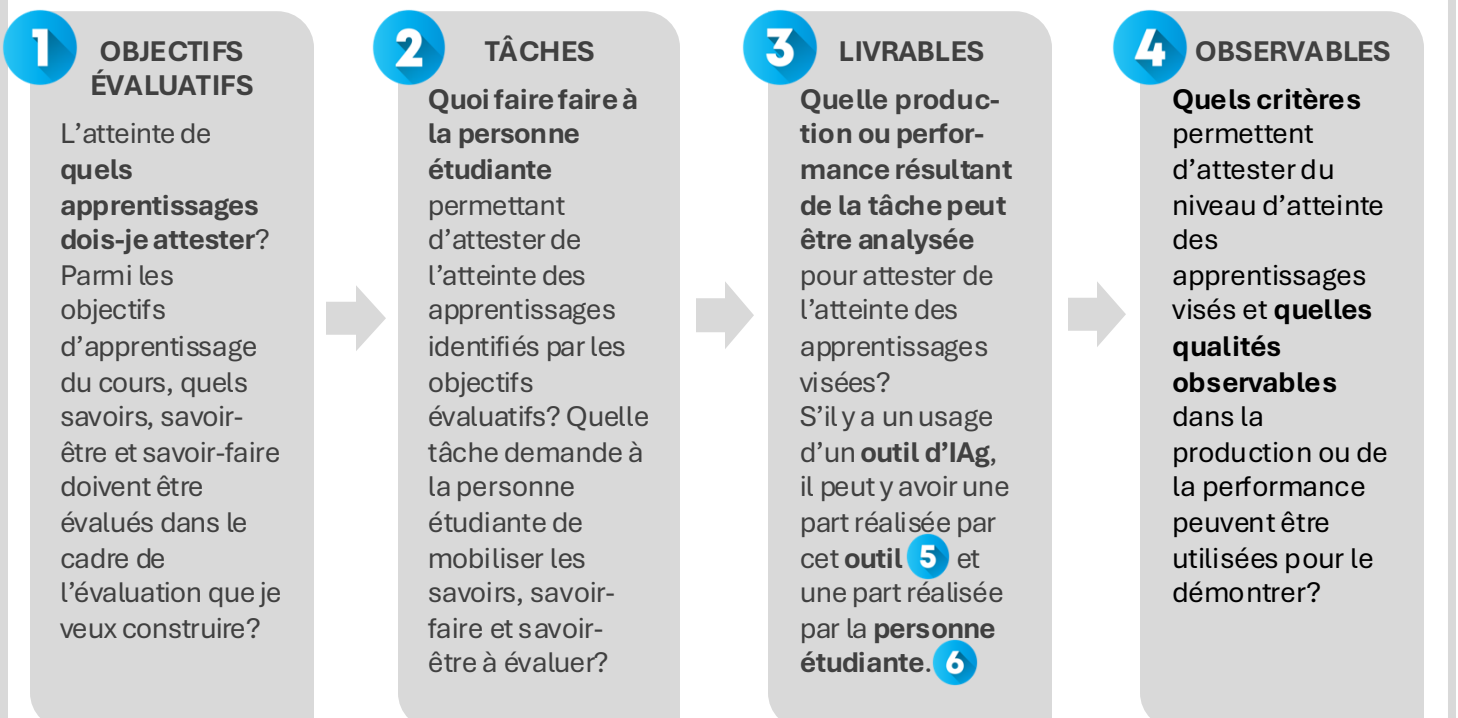 1
OBJECTIFS
ÉVALUATIFS
L’atteinte de
quels
apprentissages
dois-je attester?
Parmi les
objectifs
d’apprentissage
du cours, quels
savoirs, savoir-
être et savoir-faire
doivent être
évalués dans le
cadre de
l’évaluation que je
veux construire?
2
TÂCHES
Quoi faire faire à
la personne
étudiante
permettant
d’attester de
l’atteinte des
apprentissages
identifiés par les
objectifs
évaluatifs? Quelle
tâche demande à
la personne
étudiante de
mobiliser les
savoirs, savoir-
faire et savoir-
être à évaluer?
3
LIVRABLES
Quelle produc-
tion ou perfor-
mance résultant
de la tâche peut
être analysée
pour attester de
l’atteinte des
apprentissages
visées?
S’il y a un usage
d’un outil d’IAg,
il peut y avoir une
part réalisée par
cet outil 5 et
une part réalisée
par la personne
étudiante. 6
4
OBSERVABLES
Quels critères
permettent
d’attester du
niveau d’atteinte
des
apprentissages
visés et quelles
qualités
observables
dans la
production ou de
la performance
peuvent être
utilisées pour le
démontrer?